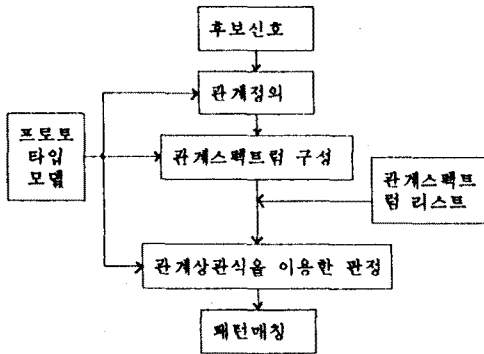 후보신호
관계정의
프로토
타입
모델
관계스펙트럼 구성
관계스펙트
럼 리스트
관계상관식을 이용한 판정
패턴매칭